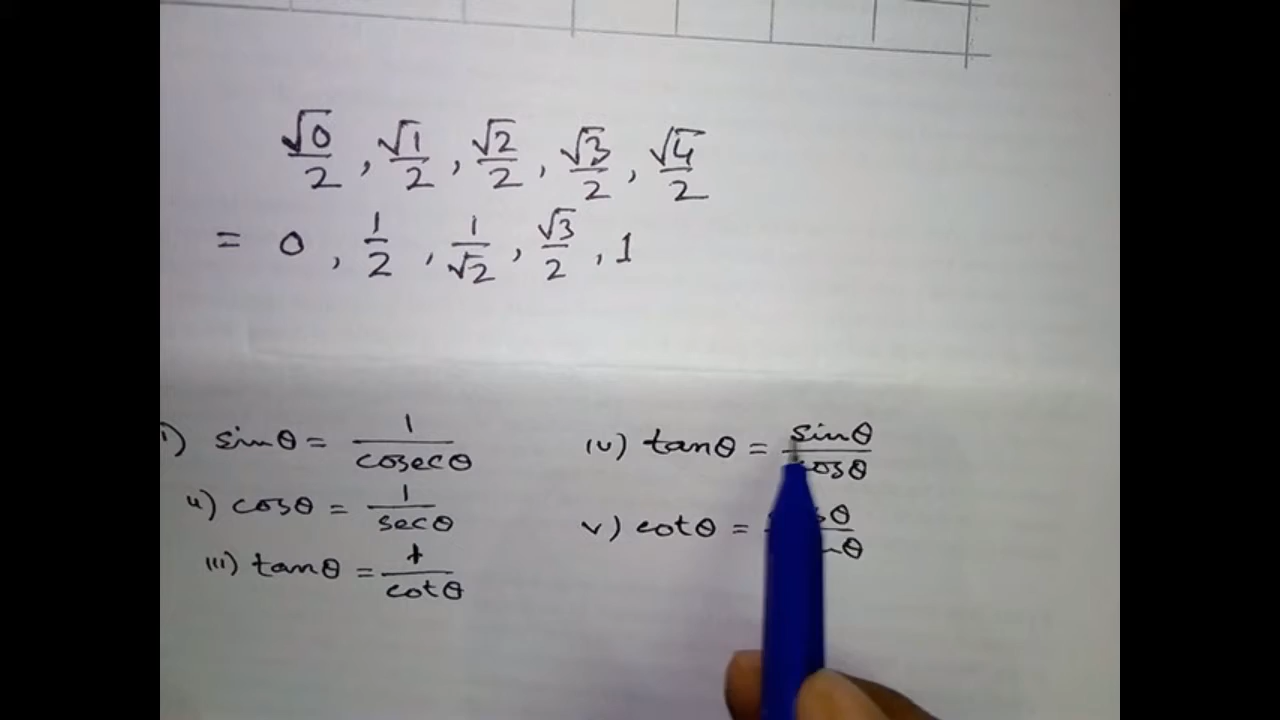 √0/2, √1/2, √2/2, √3/2, √4/2
= 0, 1/2, 1/√2, √3/2, 1
i) sinθ = 1/cosecθ
ii) cosθ = 1/secθ
iii) tanθ = 1/cotθ
iv) tanθ = sinθ/cosθ
v) cotθ =